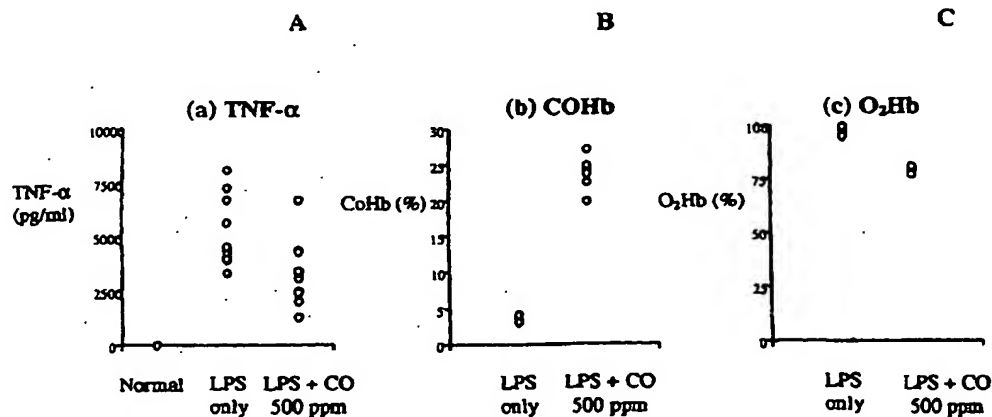 A
B
C
(a) TNF-α
(b) COHb
(c) O₂Hb
TNF-α
(pg/ml)
10000
7500
5000
2500
0
Normal
LPS
only
LPS + CO
500 ppm
CoHb (%)
30
25
20
15
10
5
0
LPS
only
LPS + CO
500 ppm
O₂Hb (%)
100
75
50
25
0
LPS
only
LPS + CO
500 ppm